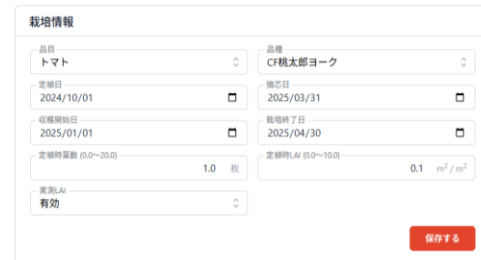 栽培情報
品目
トマト
品種
CF桃太郎ヨーク
定植日
2024/10/01
摘芯日
2025/03/31
収穫開始日
2025/01/01
栽培終了日
2025/04/30
定植時葉数 (0.0~20.0)
1.0 枚
定植時LAI (0.0~10.0)
0.1 m² / m²
実測LAI
有効
保存する